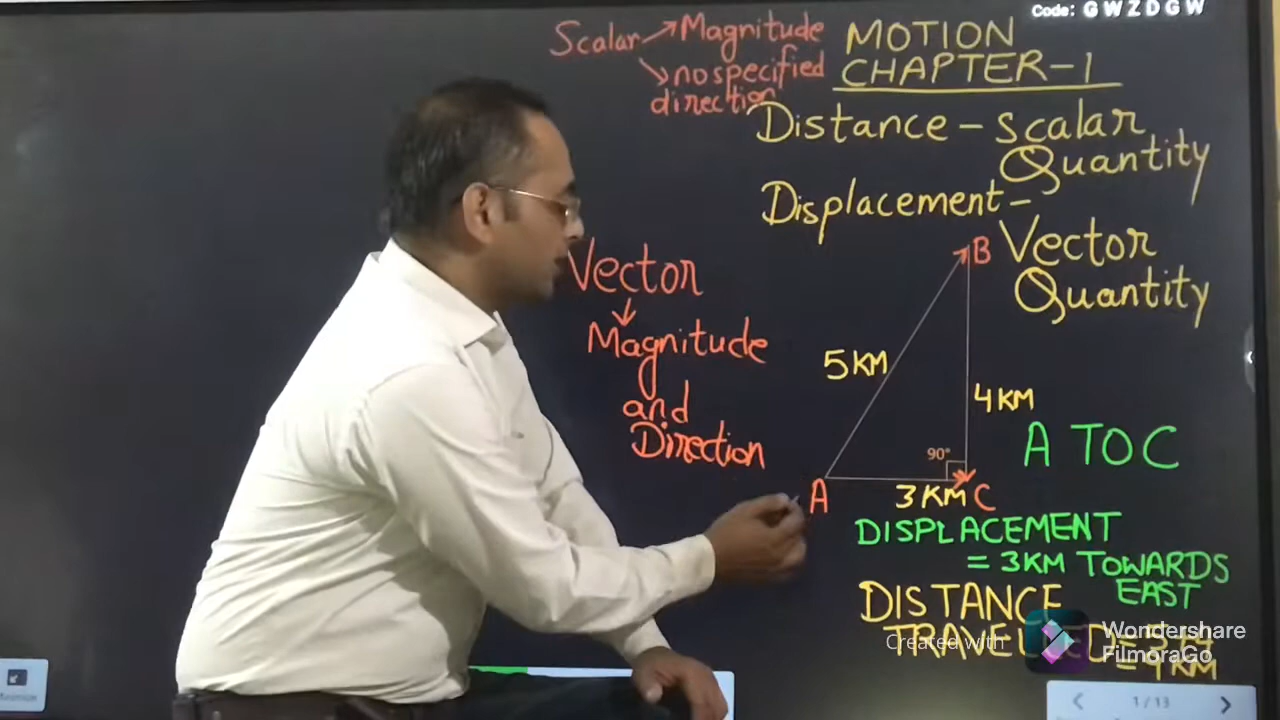 Code: G W Z D G W
Scalar → Magnitude
no specified
direction
MOTION
CHAPTER-1
Distance - Scalar
Quantity
Displacement -
Vector
Quantity
Vector
Magnitude
and
Direction
B
5KM
4KM
90°
A
3KM C
A TO C
DISPLACEMENT
= 3KM TOWARDS
EAST
DISTANCE
Created with
Wondershare
FilmoraGo
1/13